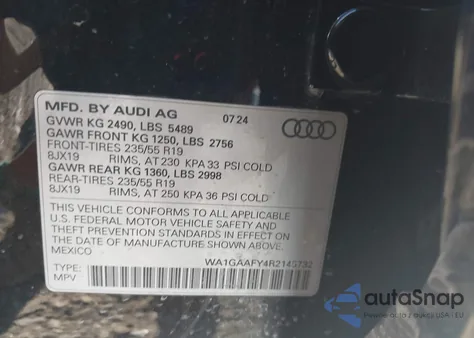 MFD. BY AUDI AG 07 24
GVWR KG 2490, LBS 5489
GAWR FRONT KG 1250, LBS 2756
FRONT-TIRES 235/55 R19
8JX19 RIMS, AT 230 KPA 33 PSI COLD
GAWR REAR KG 1360, LBS 2998
REAR-TIRES 235/55 R19
8JX19 RIMS, AT 250 KPA 36 PSI COLD
THIS VEHICLE CONFORMS TO ALL APPLICABLE
U.S. FEDERAL MOTOR VEHICLE SAFETY AND
THEFT PREVENTION STANDARDS IN EFFECT ON
THE DATE OF MANUFACTURE SHOWN ABOVE.
MEXICO
TYPE:
MPV
autoSnap